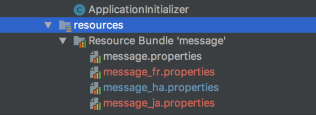 ApplicationInitializer
resources
Resource Bundle 'message'
message.properties
message_fr.properties
message_ha.properties
message_ja.properties